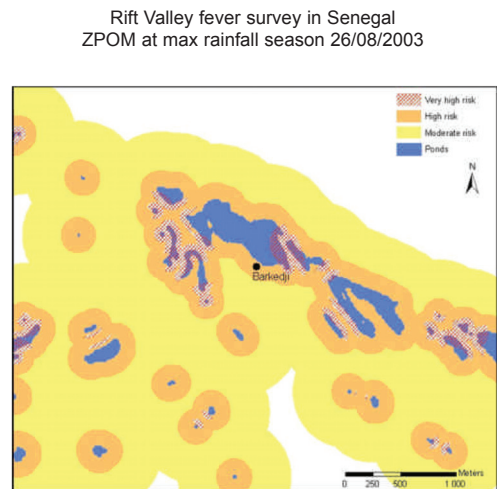 Rift Valley fever survey in Senegal
ZPOM at max rainfall season 26/08/2003
Very high risk
High risk
Moderate risk
Ponds
N
Barkedji
Meters
0 250 500 1 000